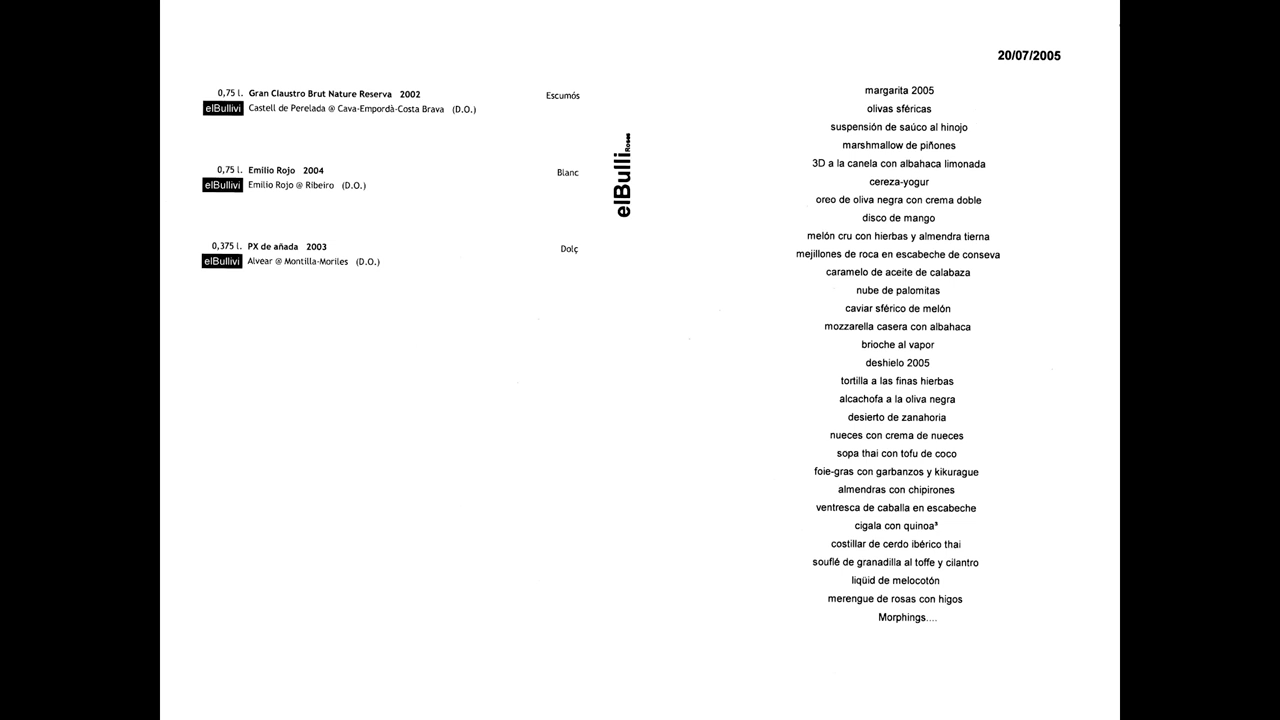 0,75 l. Gran Claustro Brut Nature Reserva 2002 Escumós
elBullivi Castell de Perelada @ Cava-Empordà-Costa Brava (D.O.)
0,75 l. Emilio Rojo 2004 Blanc
elBullivi Emilio Rojo @ Ribeiro (D.O.)
0,375 l. PX de añada 2003 Dolç
elBullivi Alvear @ Montilla-Moriles (D.O.)
elBulli Roses
20/07/2005
margarita 2005
olivas sféricas
suspensión de saúco al hinojo
marshmallow de piñones
3D a la canela con albahaca limonada
cereza-yogur
oreo de oliva negra con crema doble
disco de mango
melón cru con hierbas y almendra tierna
mejillones de roca en escabeche de conseva
caramelo de aceite de calabaza
nube de palomitas
caviar sférico de melón
mozzarella casera con albahaca
brioche al vapor
deshielo 2005
tortilla a las finas hierbas
alcachofa a la oliva negra
desierto de zanahoria
nueces con crema de nueces
sopa thai con tofu de coco
foie-gras con garbanzos y kikurague
almendras con chipirones
ventresca de caballa en escabeche
cigala con quinoa³
costillar de cerdo ibérico thai
souflé de granadilla al toffe y cilantro
liqüid de melocotón
merengue de rosas con higos
Morphings....